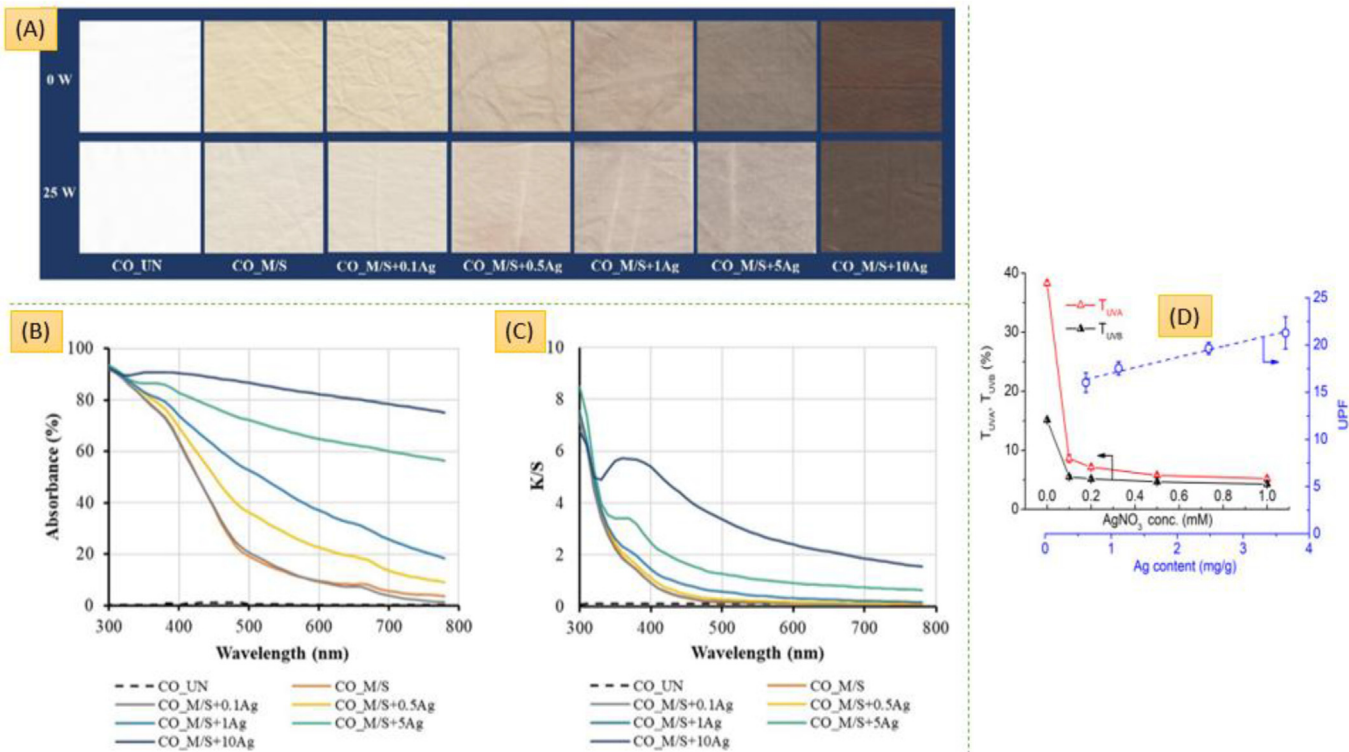 (A)
0 W
25 W
CO_UN CO_M/S CO_M/S+0.1Ag CO_M/S+0.5Ag CO_M/S+1Ag CO_M/S+5Ag CO_M/S+10Ag
(B)
Absorbance (%)
100
80
60
40
20
0
300 400 500 600 700 800
Wavelength (nm)
CO_UN CO_M/S
CO_M/S+0.1Ag CO_M/S+0.5Ag
CO_M/S+1Ag CO_M/S+5Ag
CO_M/S+10Ag
(C)
K/S
10
8
6
4
2
0
300 400 500 600 700 800
Wavelength (nm)
CO_UN CO_M/S
CO_M/S+0.1Ag CO_M/S+0.5Ag
CO_M/S+1Ag CO_M/S+5Ag
CO_M/S+10Ag
(D)
T_UVA
T_UVB
T_UVA, T_UVB (%)
40
30
20
10
0
0.0 0.2 0.4 0.6 0.8 1.0
AgNO₃ conc. (mM)
25
20
15
10
5
0
UPF
0 1 2 3 4
Ag content (mg/g)